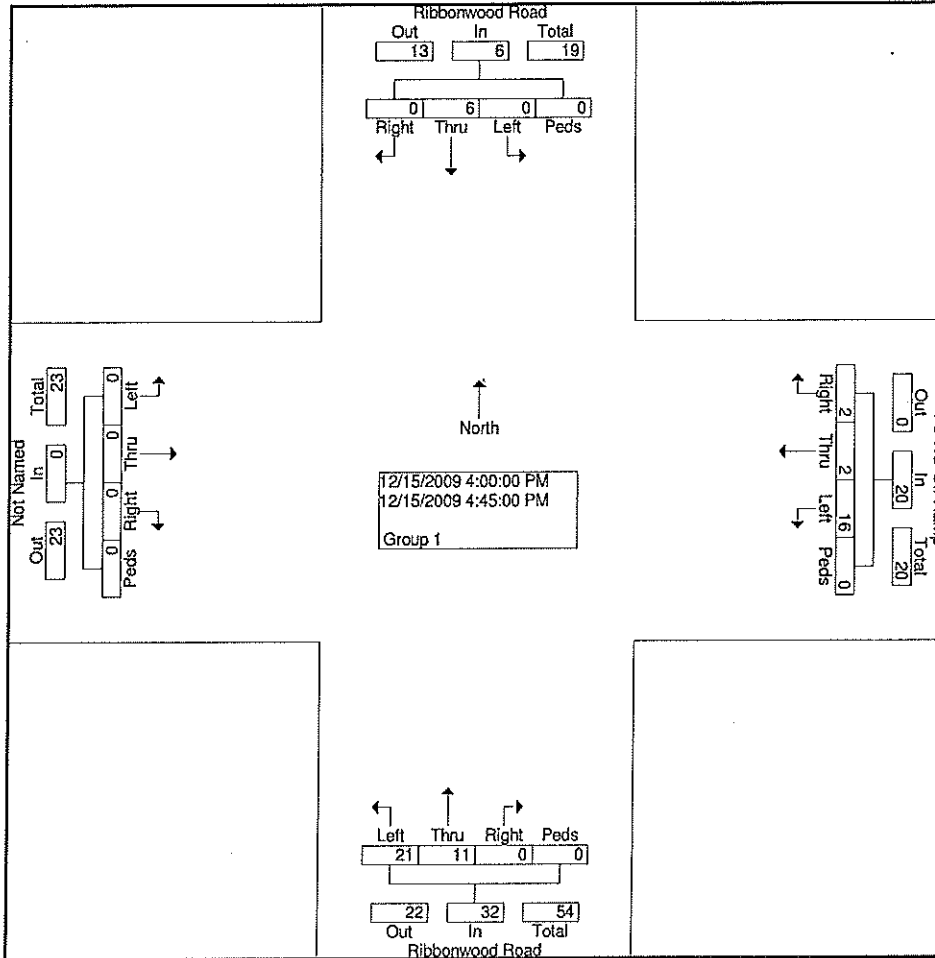 Ribbonwood Road
Out In Total
13 6 19
0 6 0 0
Right Thru Left Peds
Not Named
Total In Out
23 0 23
0 0 0 0
Left Thru Right Peds
North
12/15/2009 4:00:00 PM
12/15/2009 4:45:00 PM
Group 1
Right Thru Left Peds
2 2 16 0
Out In Total
0 20 20
Left Thru Right Peds
21 11 0 0
22 32 54
Out In Total
Ribbonwood Road